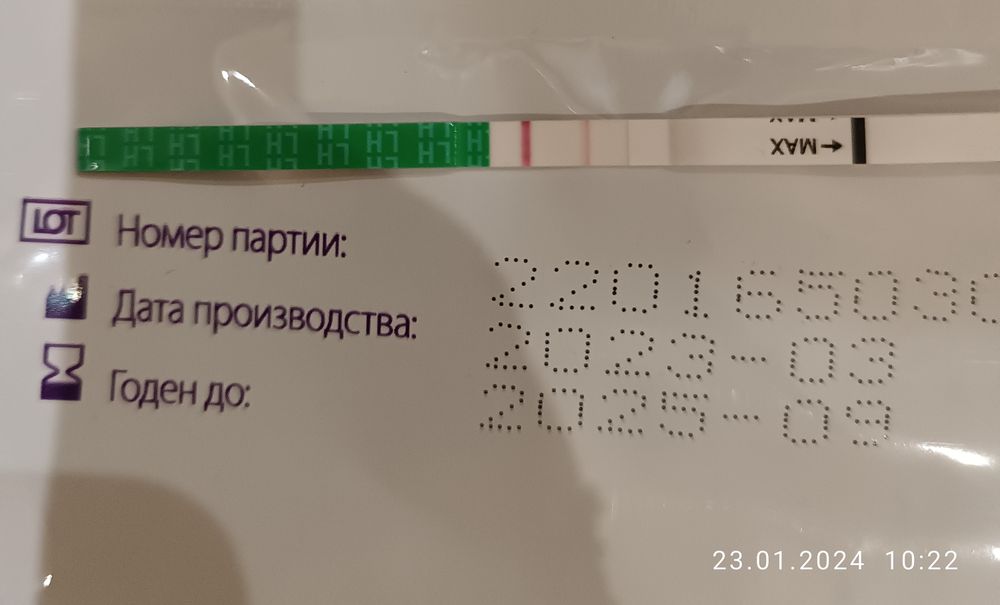 LH LH LH LH LH LH LH LH
MAX
LOT Номер партии: 220165030
Дата производства: 2023-03
Годен до: 2025-09
23.01.2024 10:22